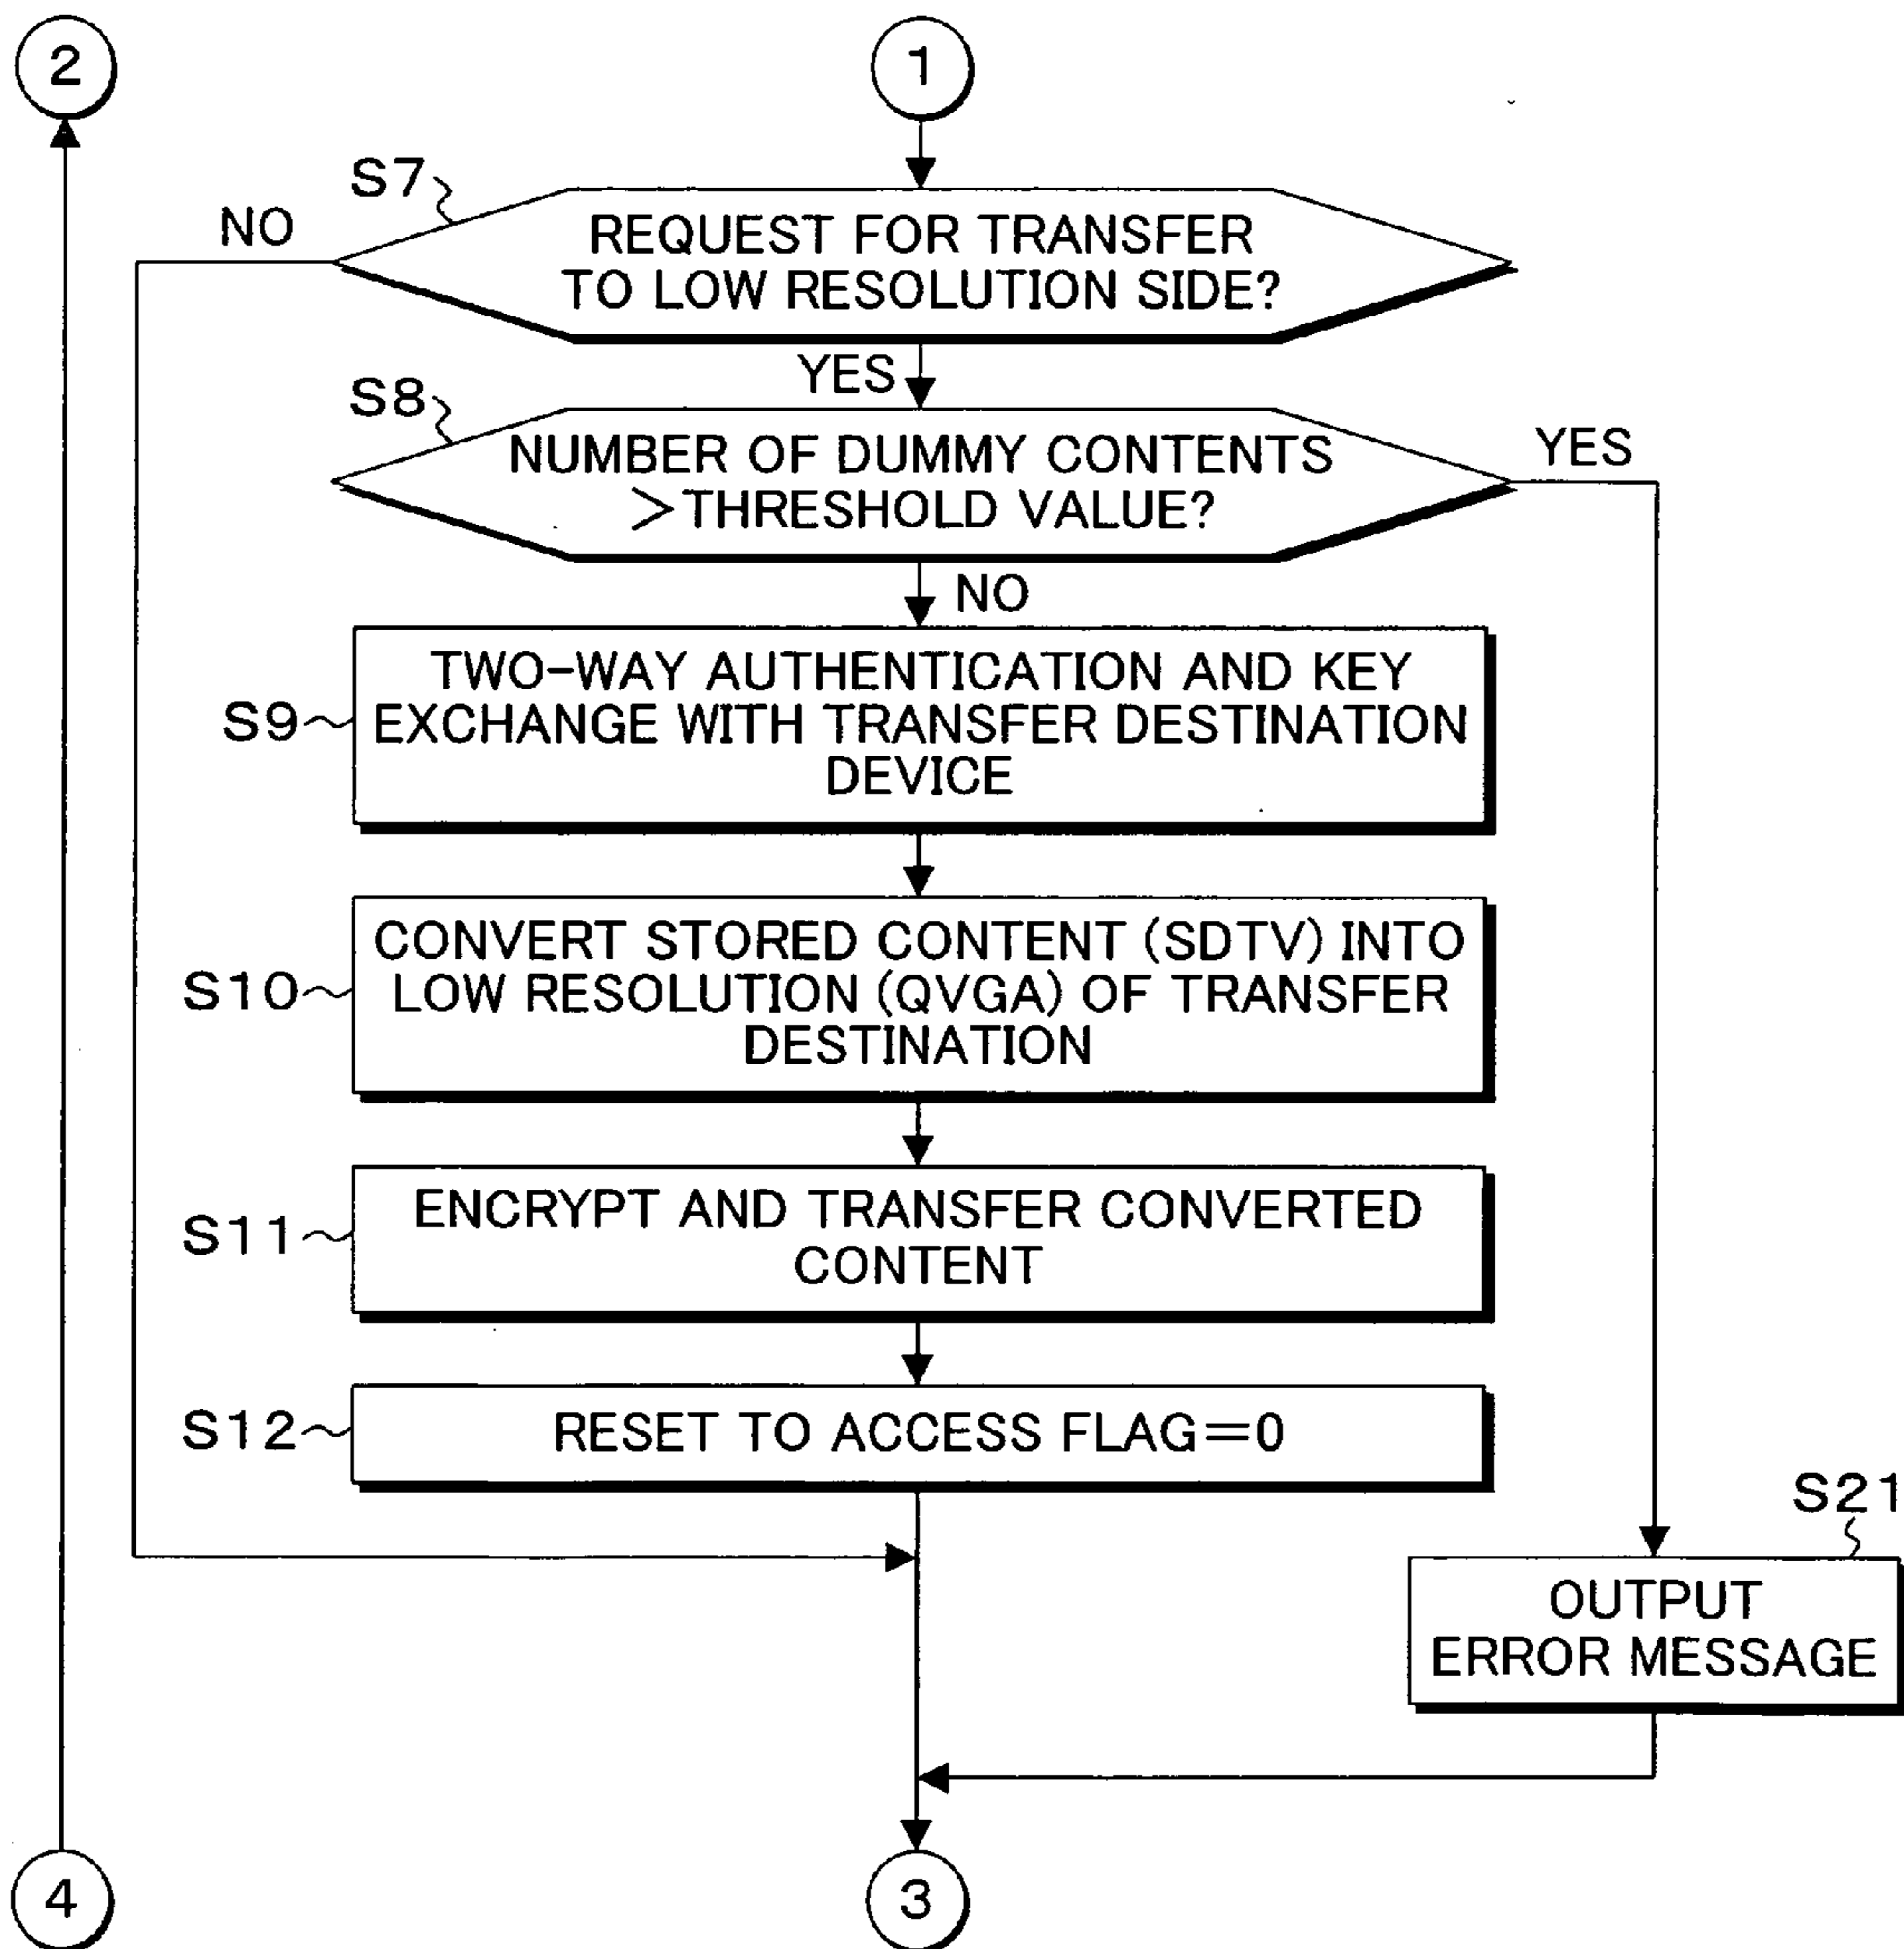 2
1
S7
NO
REQUEST FOR TRANSFER
TO LOW RESOLUTION SIDE?
YES
S8
NUMBER OF DUMMY CONTENTS
>THRESHOLD VALUE?
YES
NO
S9
TWO-WAY AUTHENTICATION AND KEY
EXCHANGE WITH TRANSFER DESTINATION
DEVICE
S10
CONVERT STORED CONTENT (SDTV) INTO
LOW RESOLUTION (QVGA) OF TRANSFER
DESTINATION
S11
ENCRYPT AND TRANSFER CONVERTED
CONTENT
S12
RESET TO ACCESS FLAG=0
S21
OUTPUT
ERROR MESSAGE
4
3